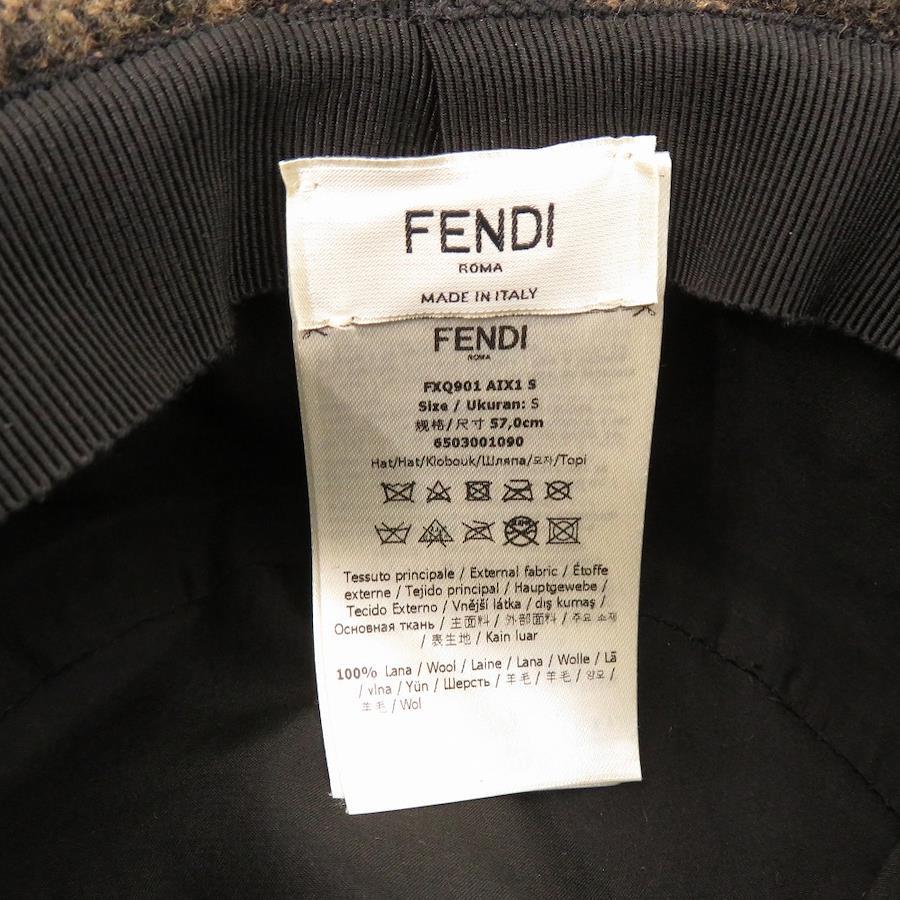 FENDI
ROMA
MADE IN ITALY
FENDI
ROMA
FXQ901 AIX1 S
Size / Ukuran: S
规格/尺寸 57,0cm
6503001090
Hat/Hat/Klobouk/Шляпа/모자/Topi
Tessuto principale / External fabric / Étoffe
externe / Tejido principal / Hauptgewebe /
Tecido Externo / Vnější látka / dış kumaş /
Основная ткань / 主面料 / 外部面料 / 주요 소재
/ 表生地 / Kain luar
100% Lana / Wool / Laine / Lana / Wolle / Lã
/ vlna / Yün / Шерсть / 羊毛 / 羊毛 / 양모 /
羊毛 / Wol